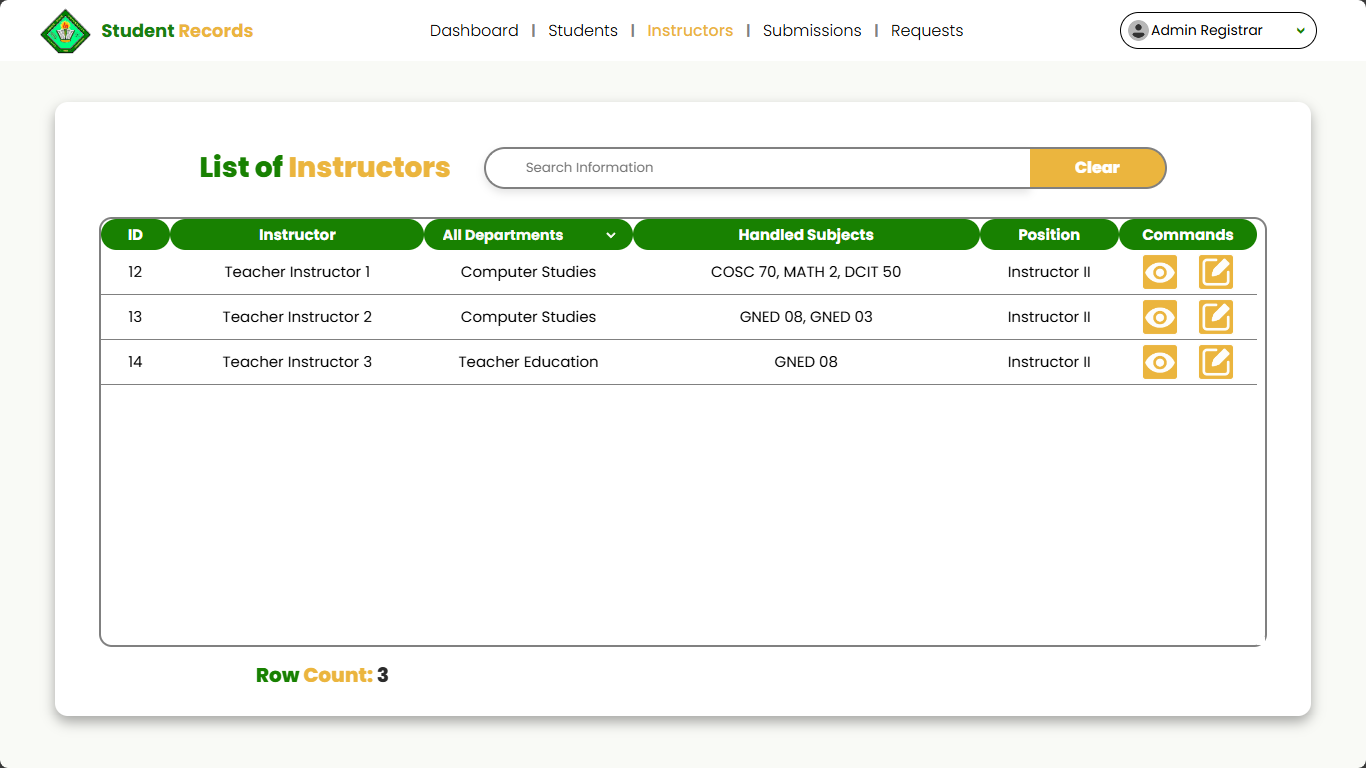 Student Records
Dashboard | Students | Instructors | Submissions | Requests
Admin Registrar
List of Instructors
Search Information
Clear
ID Instructor All Departments Handled Subjects Position Commands
12 Teacher Instructor 1 Computer Studies COSC 70, MATH 2, DCIT 50 Instructor II
13 Teacher Instructor 2 Computer Studies GNED 08, GNED 03 Instructor II
14 Teacher Instructor 3 Teacher Education GNED 08 Instructor II
Row Count: 3